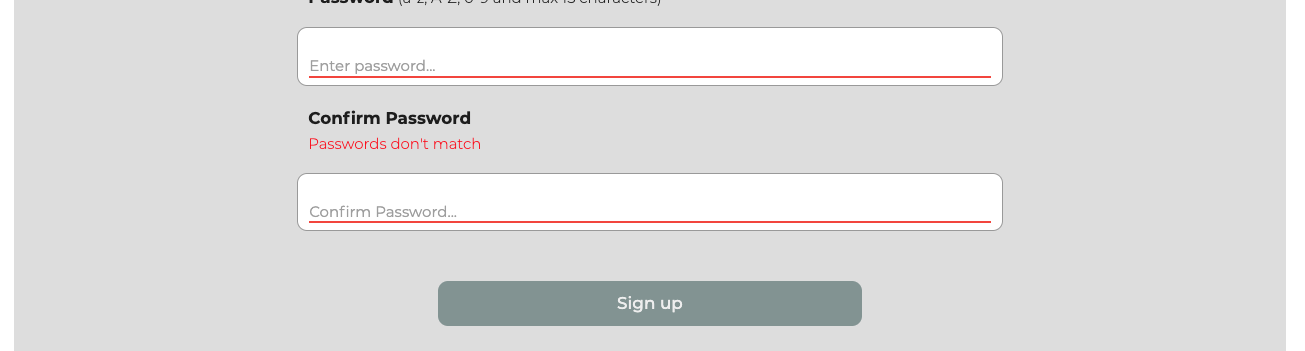 Password (a-z, A-Z, 0-9 and max 15 characters)
Enter password...
Confirm Password
Passwords don't match
Confirm Password...
Sign up